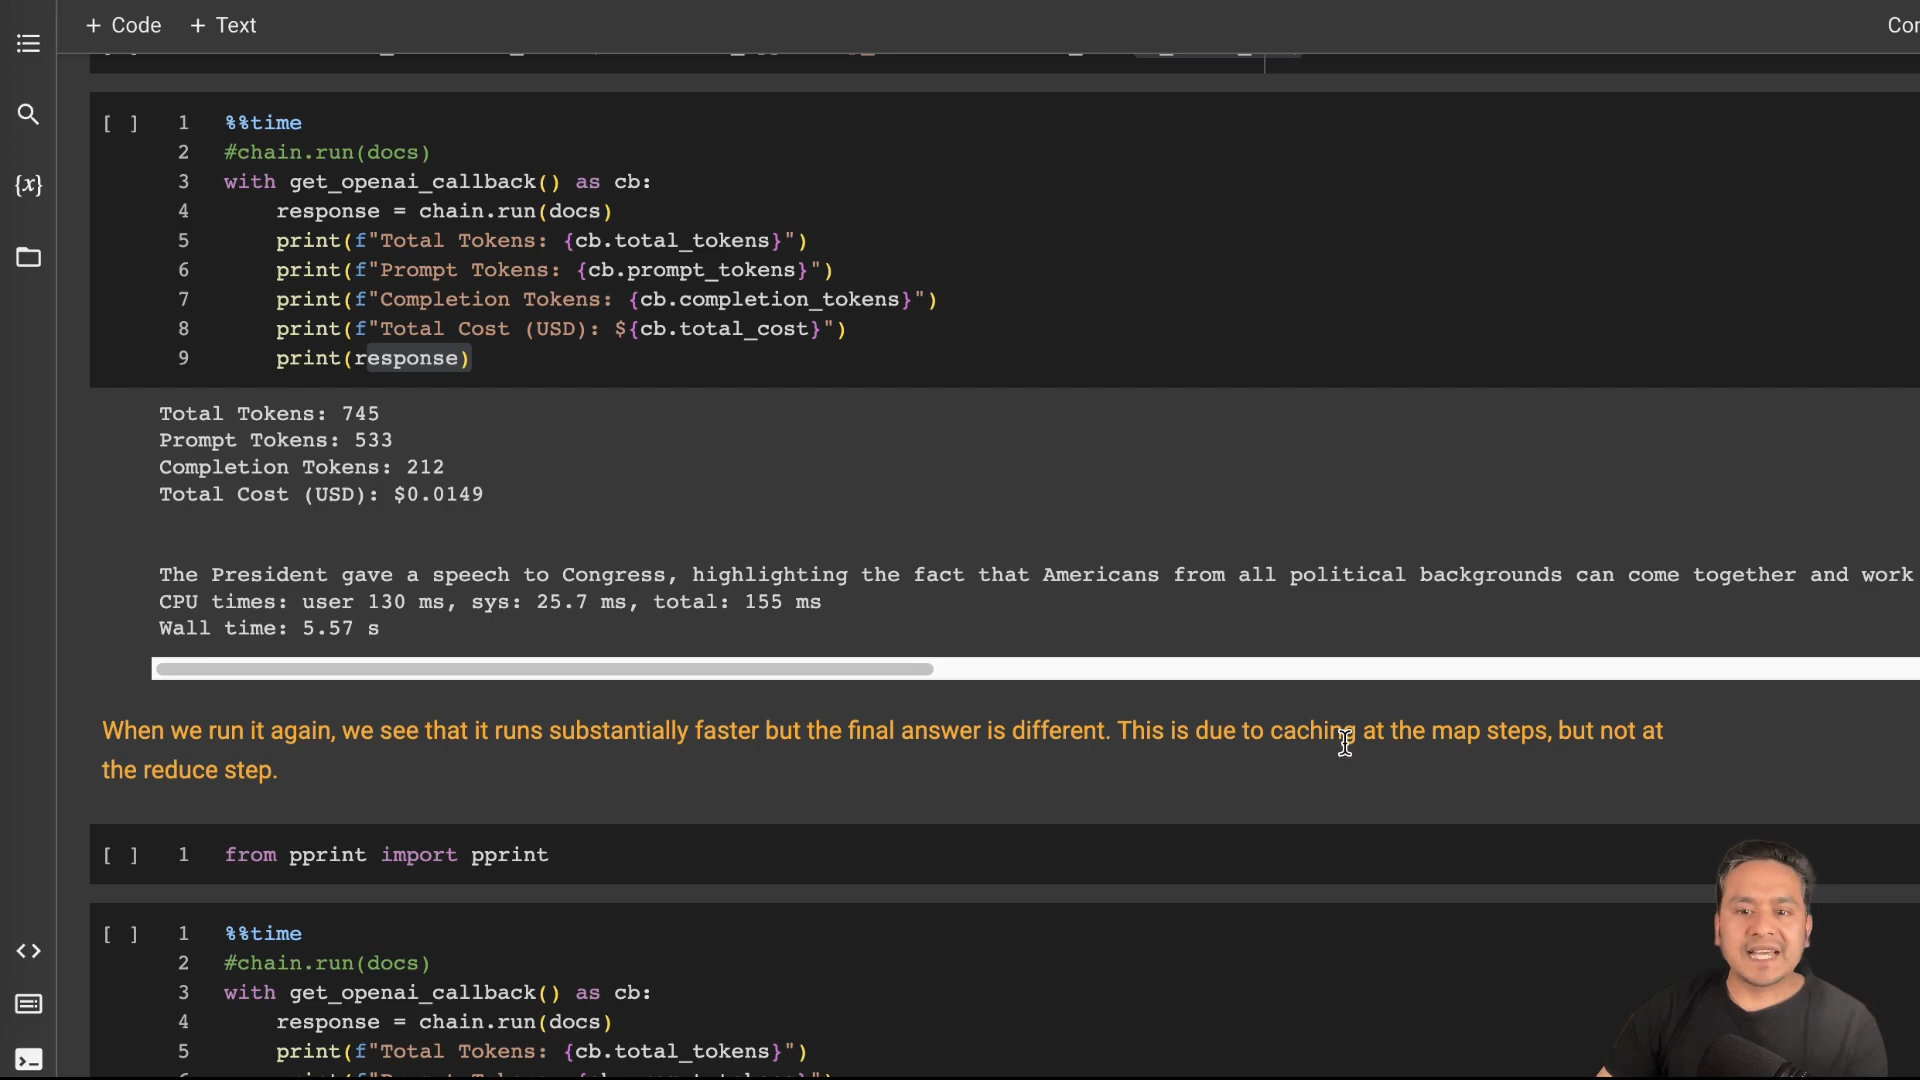 + Code + Text
Con
[ ] 1 %%time
2 #chain.run(docs)
3 with get_openai_callback() as cb:
4 response = chain.run(docs)
5 print(f"Total Tokens: {cb.total_tokens}")
6 print(f"Prompt Tokens: {cb.prompt_tokens}")
7 print(f"Completion Tokens: {cb.completion_tokens}")
8 print(f"Total Cost (USD): ${cb.total_cost}")
9 print(response)
Total Tokens: 745
Prompt Tokens: 533
Completion Tokens: 212
Total Cost (USD): $0.0149
The President gave a speech to Congress, highlighting the fact that Americans from all political backgrounds can come together and work
CPU times: user 130 ms, sys: 25.7 ms, total: 155 ms
Wall time: 5.57 s
When we run it again, we see that it runs substantially faster but the final answer is different. This is due to caching at the map steps, but not at
the reduce step.
[ ] 1 from pprint import pprint
[ ] 1 %%time
2 #chain.run(docs)
3 with get_openai_callback() as cb:
4 response = chain.run(docs)
5 print(f"Total Tokens: {cb.total_tokens}")